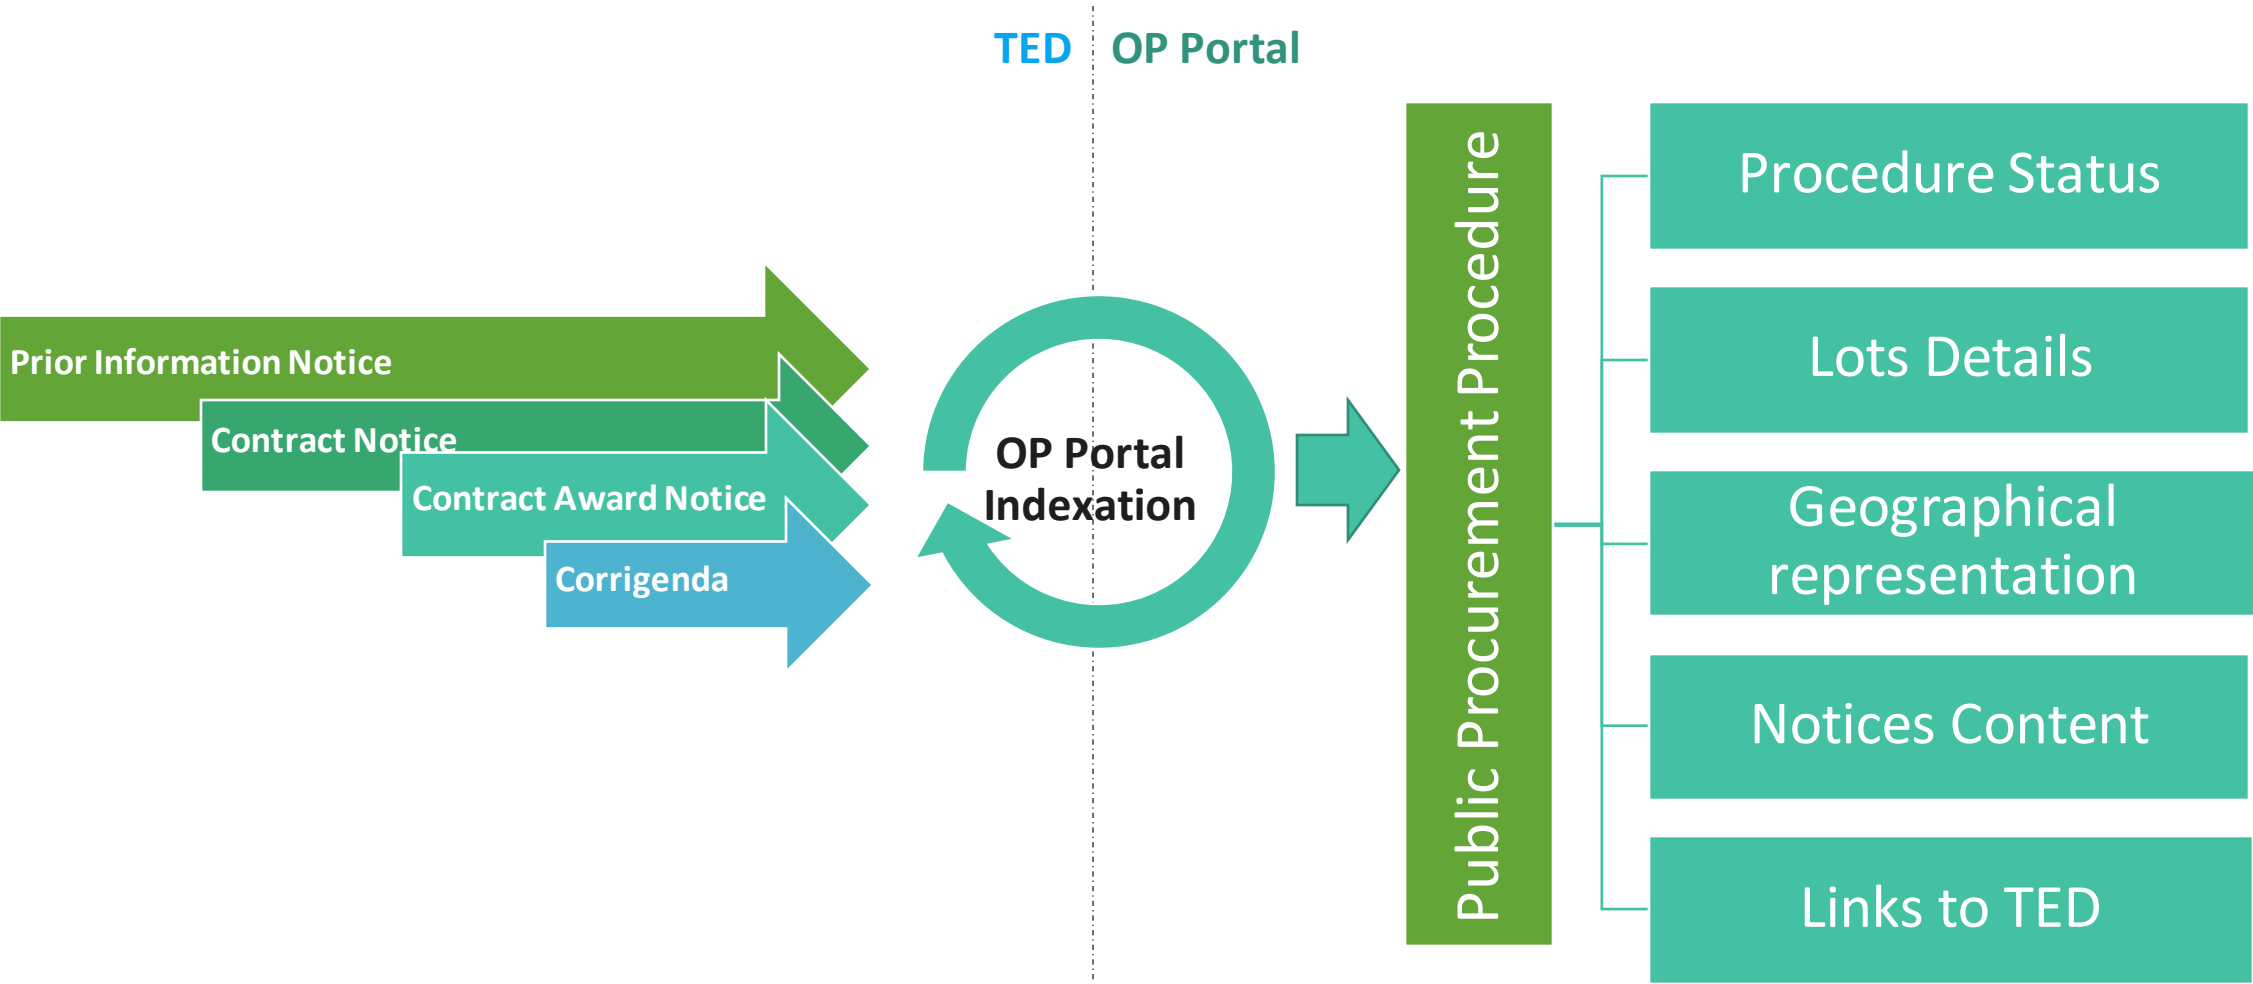 TED
OP Portal
Prior Information Notice
Contract Notice
Contract Award Notice
Corrigenda
OP Portal
Indexation
Public Procurement Procedure
Procedure Status
Lots Details
Geographical
representation
Notices Content
Links to TED